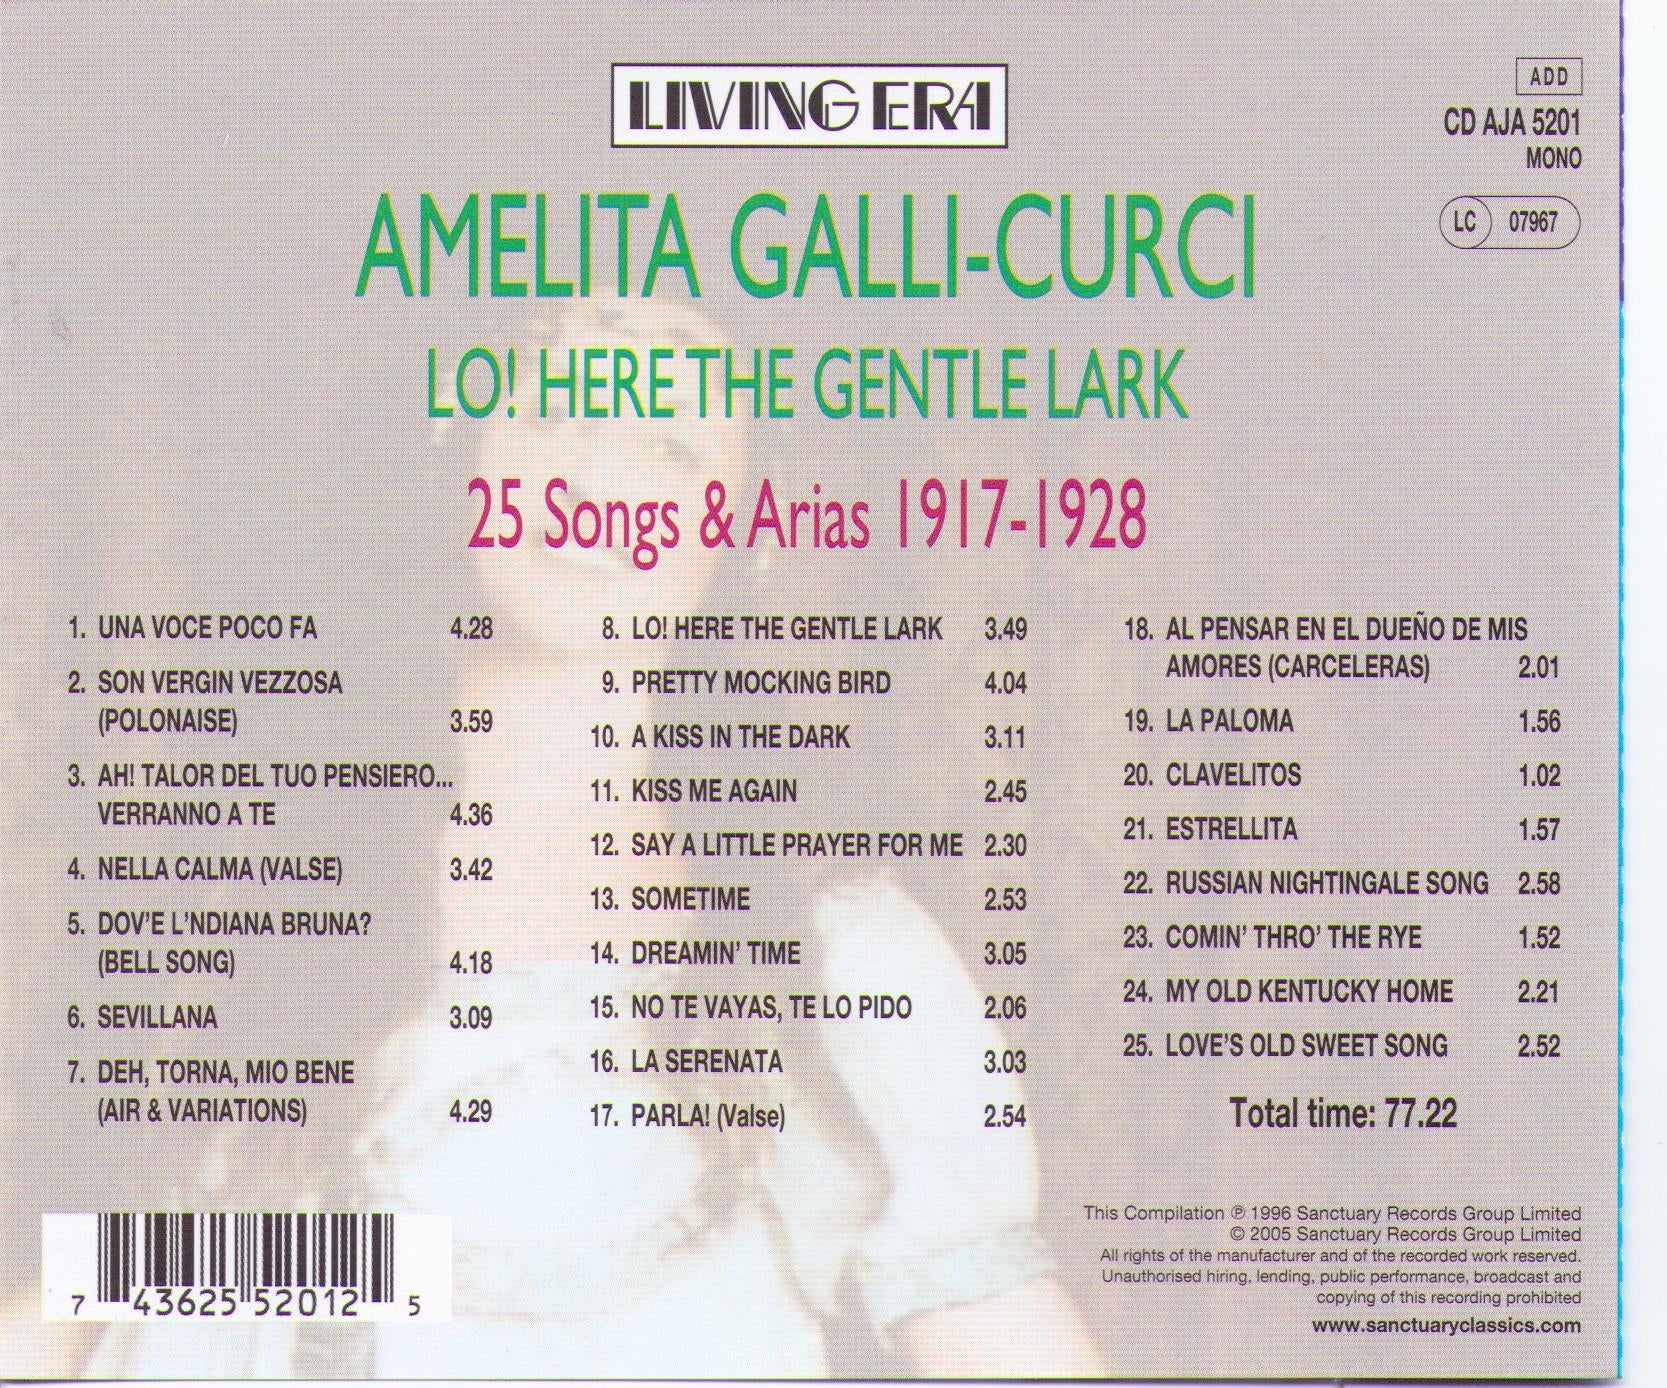 LIVING ERA
ADD
CD AJA 5201
MONO
LC 07967
AMELITA GALLI-CURCI
LO! HERE THE GENTLE LARK
25 Songs & Arias 1917-1928
1. UNA VOCE POCO FA 4.28
2. SON VERGIN VEZZOSA
(POLONAISE) 3.59
3. AH! TALOR DEL TUO PENSIERO...
VERRANNO A TE 4.36
4. NELLA CALMA (VALSE) 3.42
5. DOV'E L'NDIANA BRUNA?
(BELL SONG) 4.18
6. SEVILLANA 3.09
7. DEH, TORNA, MIO BENE
(AIR & VARIATIONS) 4.29
8. LO! HERE THE GENTLE LARK 3.49
9. PRETTY MOCKING BIRD 4.04
10. A KISS IN THE DARK 3.11
11. KISS ME AGAIN 2.45
12. SAY A LITTLE PRAYER FOR ME 2.30
13. SOMETIME 2.53
14. DREAMIN' TIME 3.05
15. NO TE VAYAS, TE LO PIDO 2.06
16. LA SERENATA 3.03
17. PARLA! (Valse) 2.54
18. AL PENSAR EN EL DUEÑO DE MIS
AMORES (CARCELERAS) 2.01
19. LA PALOMA 1.56
20. CLAVELITOS 1.02
21. ESTRELLITA 1.57
22. RUSSIAN NIGHTINGALE SONG 2.58
23. COMIN' THRO' THE RYE 1.52
24. MY OLD KENTUCKY HOME 2.21
25. LOVE'S OLD SWEET SONG 2.52
Total time: 77.22
7 43625 52012 5
This Compilation ℗ 1996 Sanctuary Records Group Limited
© 2005 Sanctuary Records Group Limited
All rights of the manufacturer and of the recorded work reserved.
Unauthorised hiring, lending, public performance, broadcast and
copying of this recording prohibited
www.sanctuaryclassics.com